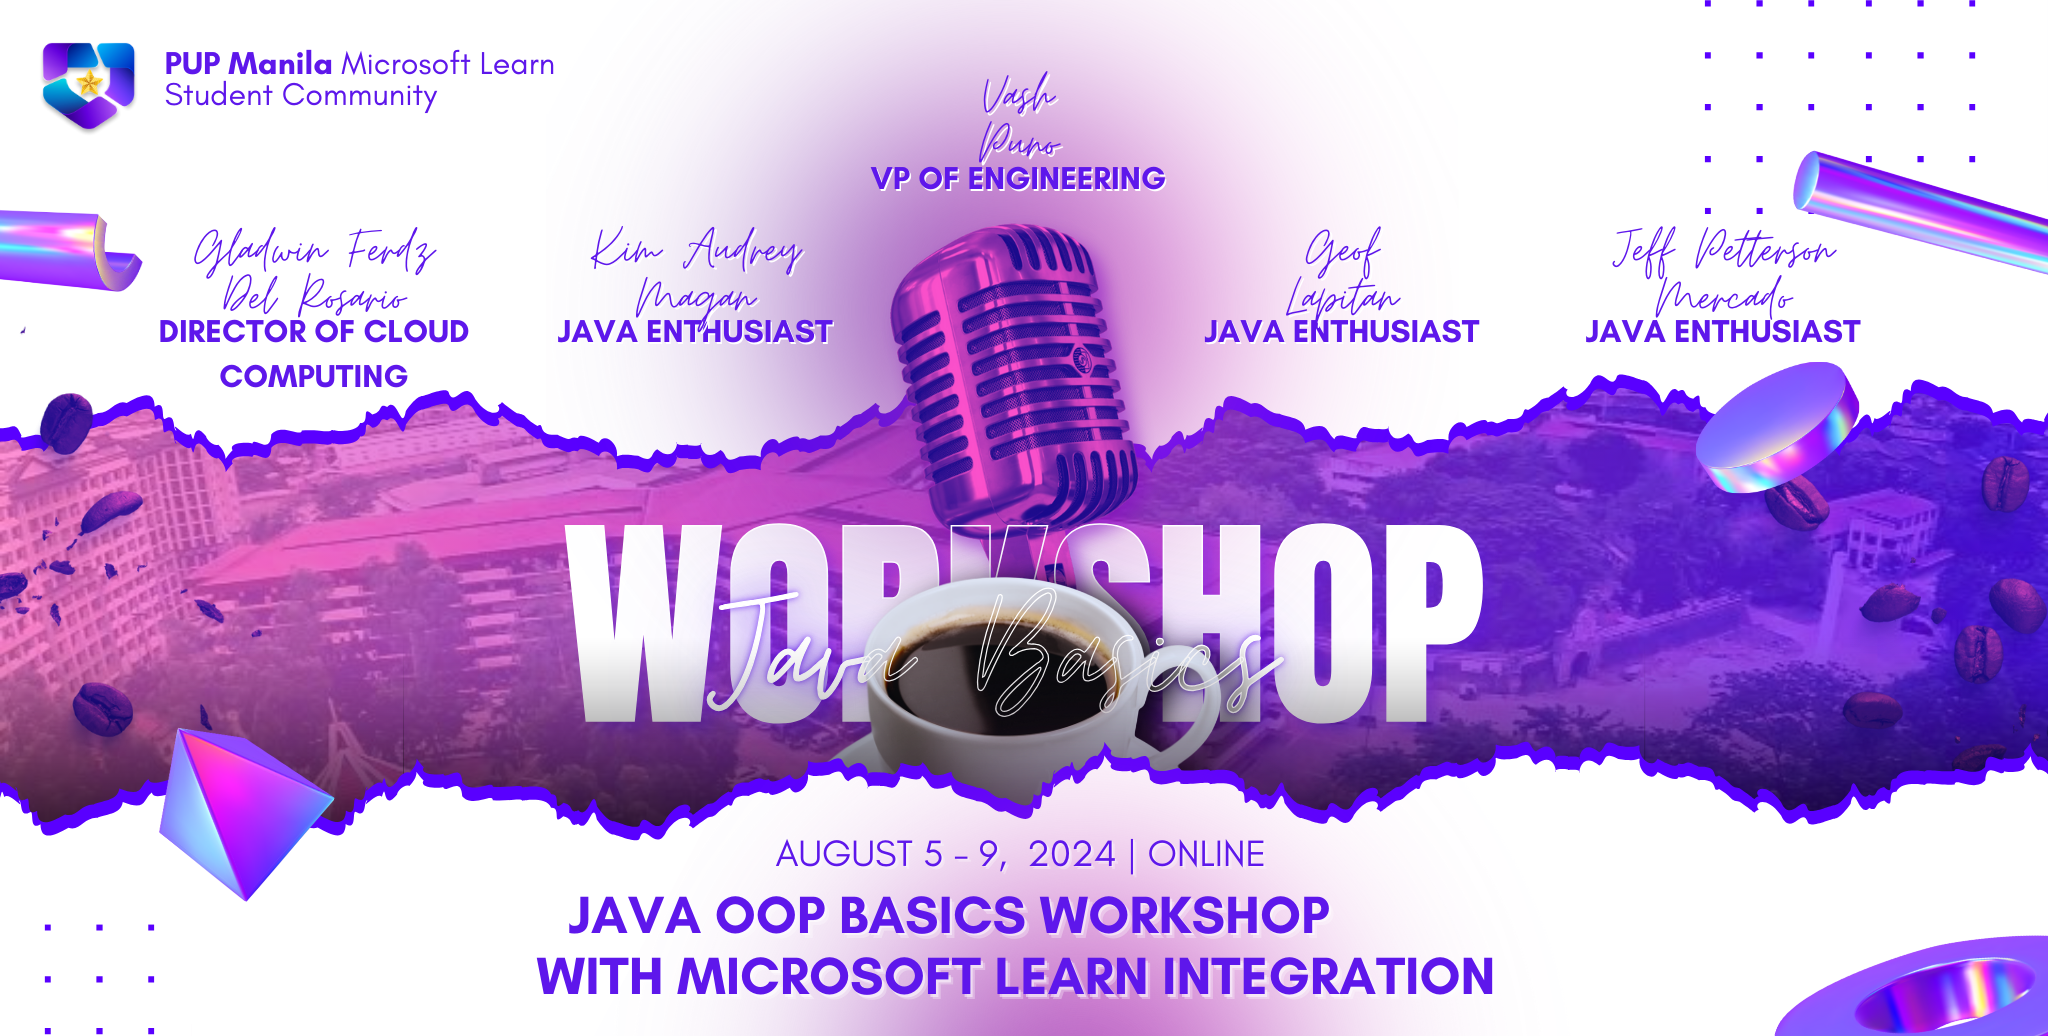 PUP Manila Microsoft Learn
Student Community
Vash
Puno
VP OF ENGINEERING
Gladwin Ferdz
Del Rosario
DIRECTOR OF CLOUD
COMPUTING
Kim Audrey
Magan
JAVA ENTHUSIAST
Geof
Lapitan
JAVA ENTHUSIAST
Jeff Petterson
Mercado
JAVA ENTHUSIAST
WORKSHOP
Java Basics
AUGUST 5 - 9, 2024 | ONLINE
JAVA OOP BASICS WORKSHOP
WITH MICROSOFT LEARN INTEGRATION